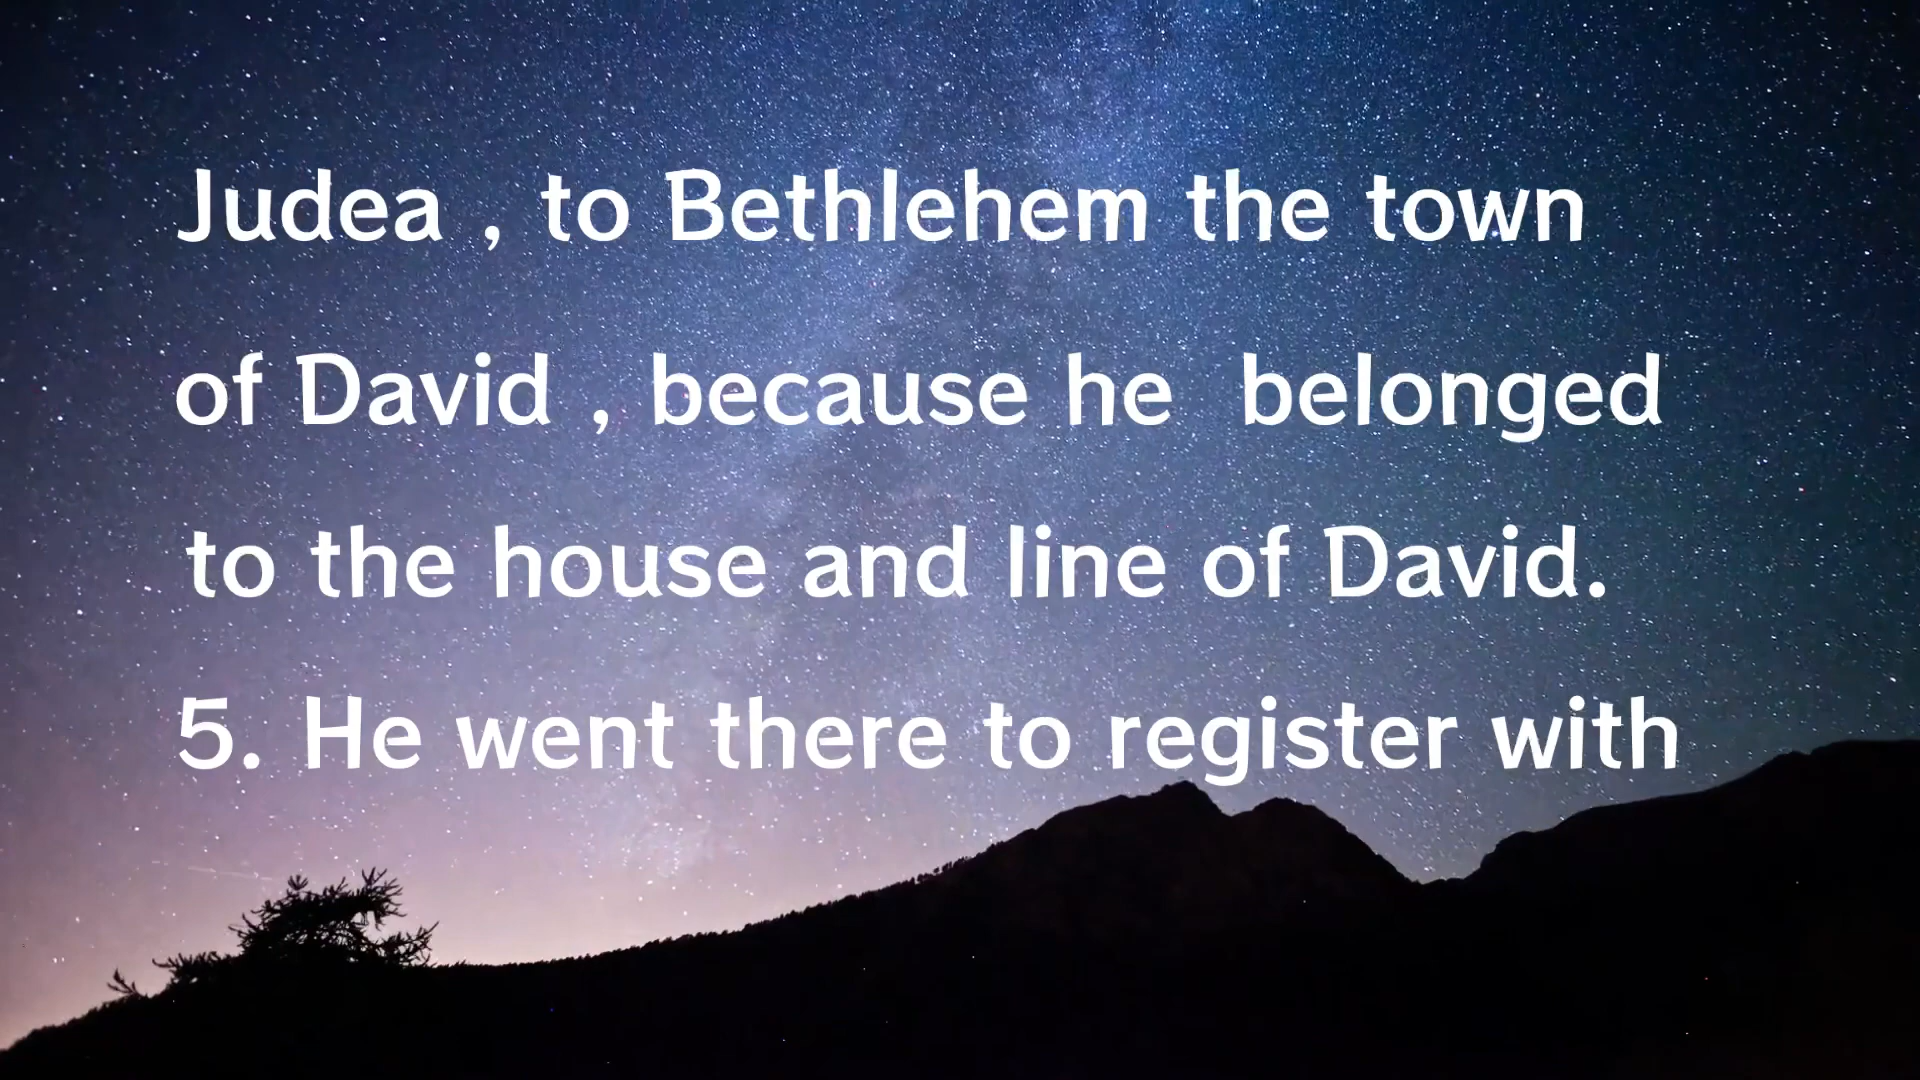 Judea , to Bethlehem the town
of David , because he  belonged
to the house and line of David.
5. He went there to register with